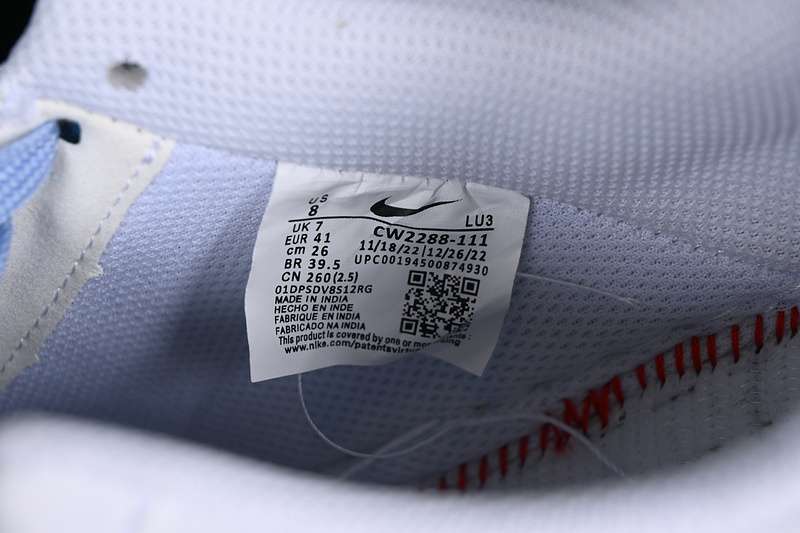 US
8
LU3
UK 7
CW2288-111
EUR 41
11/18/22|12/26/22
cm 26
UPC00194500874930
BR 39.5
CN 260(2.5)
01DPSDV8S12RG
MADE IN INDIA
HECHO EN INDE
FABRIQUE EN INDIA
FABRICADO NA INDIA
This product is covered by one or more
www.nike.com/patents